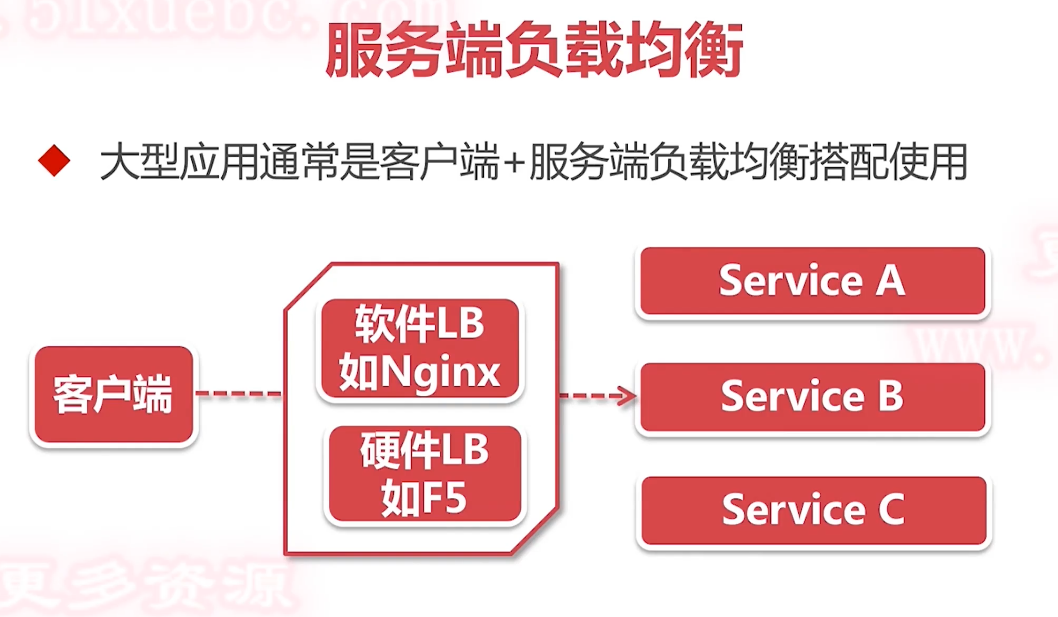 .51xuebc.com
服务端负载均衡
大型应用通常是客户端+服务端负载均衡搭配使用
客户端
软件LB
如Nginx
硬件LB
如F5
Service A
Service B
Service C
www.
更多资源